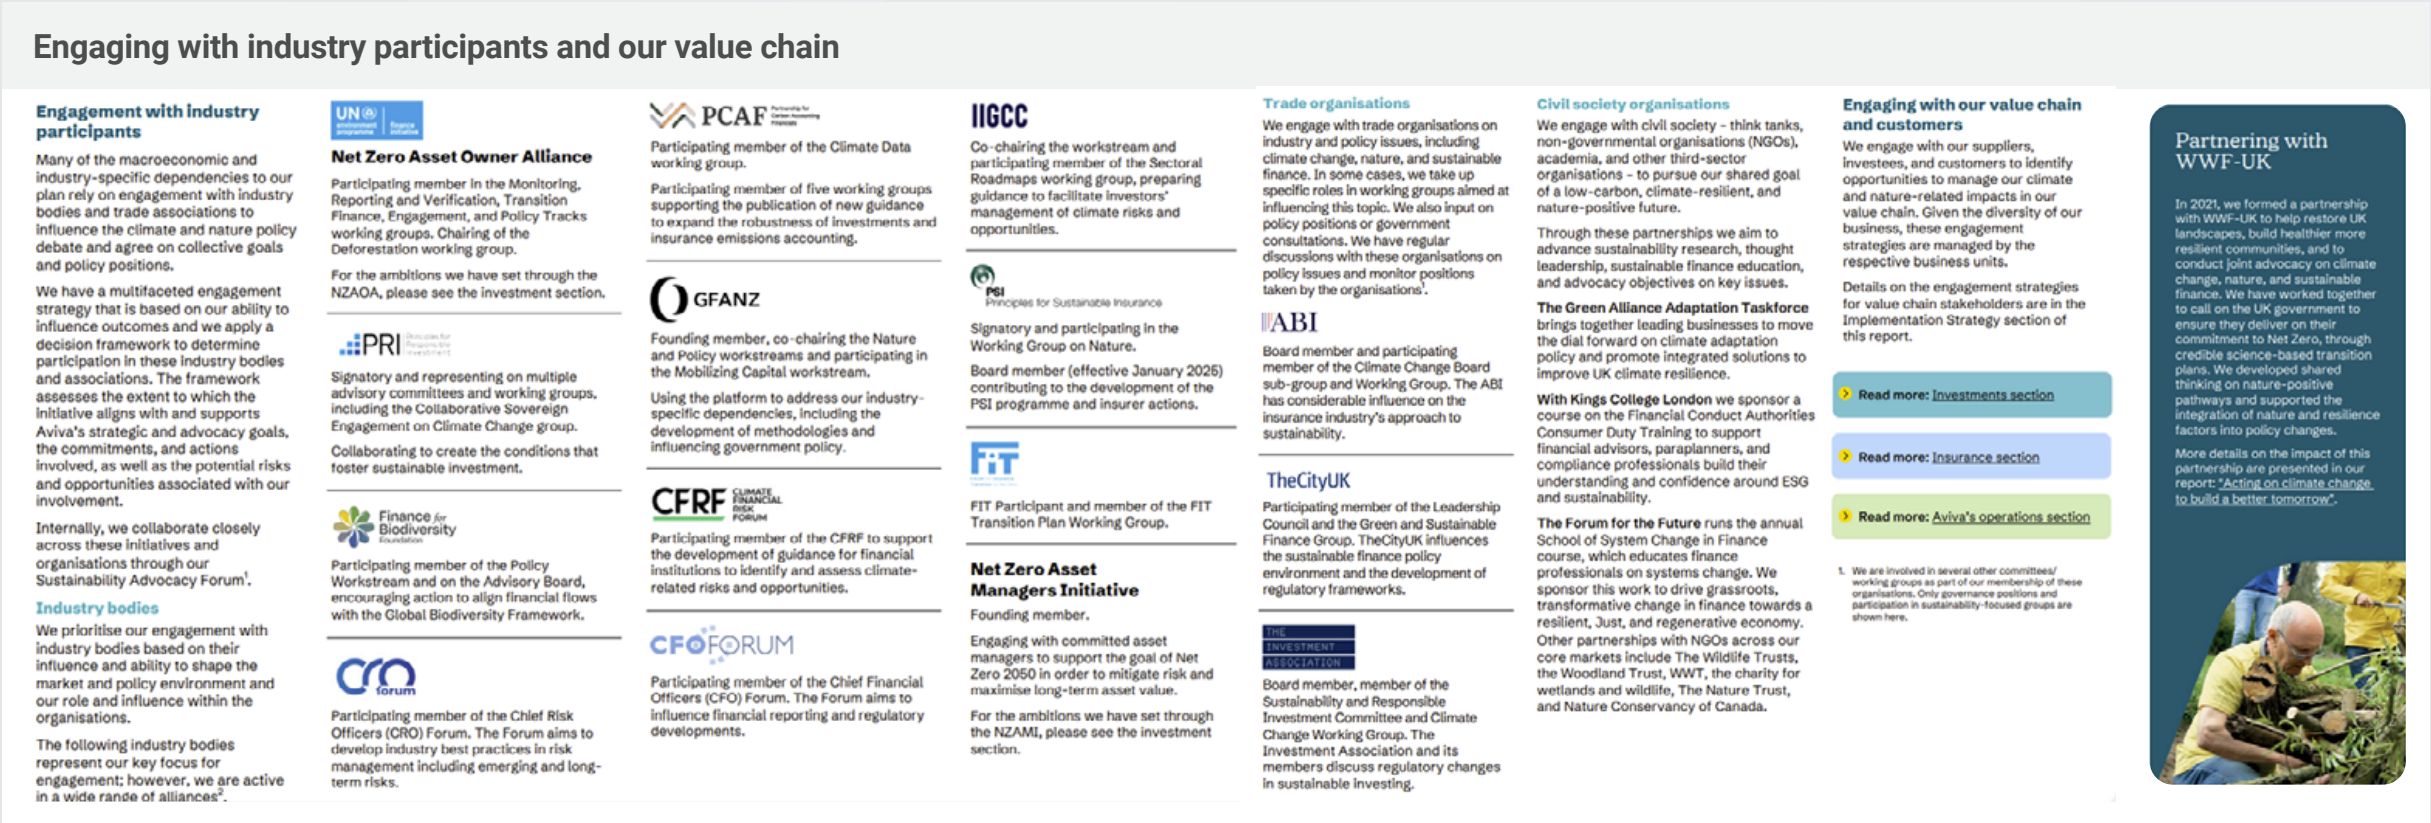 Engaging with industry participants and our value chain
Engagement with industry
participants
Many of the macroeconomic and
industry-specific dependencies to our
plan rely on engagement with industry
bodies and trade associations to
influence the climate and nature policy
debate and agree on collective goals
and policy positions.
We have a multifaceted engagement
strategy that is based on our ability to
influence outcomes and we apply a
decision framework to determine
participation in these industry bodies
and associations. The framework
assesses the extent to which the
initiative aligns with and supports
Aviva's strategic and advocacy goals,
the commitments, and actions
involved, as well as the potential risks
and opportunities associated with our
involvement.
Internally, we collaborate closely
across these initiatives and
organisations through our
Sustainability Advocacy Forum¹.
Industry bodies
We prioritise our engagement with
industry bodies based on their
influence and ability to shape the
market and policy environment and
our role and influence within the
organisations.
The following industry bodies
represent our key focus for
engagement; however, we are active
in a wide range of alliances².
UN
environment programme
finance initiative
Net Zero Asset Owner Alliance
Participating member in the Monitoring,
Reporting and Verification, Transition
Finance, Engagement, and Policy Tracks
working groups. Chairing of the
Deforestation working group.
For the ambitions we have set through the
NZAOA, please see the investment section.
PRI Principles for
Responsible
Investment
Signatory and representing on multiple
advisory committees and working groups,
including the Collaborative Sovereign
Engagement on Climate Change group.
Collaborating to create the conditions that
foster sustainable investment.
Finance for
Biodiversity
Foundation
Participating member of the Policy
Workstream and on the Advisory Board,
encouraging action to align financial flows
with the Global Biodiversity Framework.
cro
forum
Participating member of the Chief Risk
Officers (CRO) Forum. The Forum aims to
develop industry best practices in risk
management including emerging and long-
term risks.
PCAF Partnership for
Carbon Accounting
Financials
Participating member of the Climate Data
working group.
Participating member of five working groups
supporting the publication of new guidance
to expand the robustness of investments and
insurance emissions accounting.
GFANZ
Founding member, co-chairing the Nature
and Policy workstreams and participating in
the Mobilizing Capital workstream.
Using the platform to address our industry-
specific dependencies, including the
development of methodologies and
influencing government policy.
CFRF CLIMATE
FINANCIAL
RISK
FORUM
Participating member of the CFRF to support
the development of guidance for financial
institutions to identify and assess climate-
related risks and opportunities.
CFOFORUM
Participating member of the Chief Financial
Officers (CFO) Forum. The Forum aims to
influence financial reporting and regulatory
developments.
IIGCC
Co-chairing the workstream and
participating member of the Sectoral
Roadmaps working group, preparing
guidance to facilitate investors'
management of climate risks and
opportunities.
PSI
Principles for Sustainable Insurance
Signatory and participating in the
Working Group on Nature.
Board member (effective January 2025)
contributing to the development of the
PSI programme and insurer actions.
FiT
FIT Participant and member of the FIT
Transition Plan Working Group.
Net Zero Asset
Managers Initiative
Founding member.
Engaging with committed asset
managers to support the goal of Net
Zero 2050 in order to mitigate risk and
maximise long-term asset value.
For the ambitions we have set through
the NZAMI, please see the investment
section.
Trade organisations
We engage with trade organisations on
industry and policy issues, including
climate change, nature, and sustainable
finance. In some cases, we take up
specific roles in working groups aimed at
influencing this topic. We also input on
policy positions or government
consultations. We have regular
discussions with these organisations on
policy issues and monitor positions
taken by the organisations¹.
ABI
Board member and participating
member of the Climate Change Board
sub-group and Working Group. The ABI
has considerable influence on the
insurance industry's approach to
sustainability.
TheCityUK
Participating member of the Leadership
Council and the Green and Sustainable
Finance Group. TheCityUK influences
the sustainable finance policy
environment and the development of
regulatory frameworks.
THE
INVESTMENT
ASSOCIATION
Board member, member of the
Sustainability and Responsible
Investment Committee and Climate
Change Working Group. The
Investment Association and its
members discuss regulatory changes
in sustainable investing.
Civil society organisations
We engage with civil society – think tanks,
non-governmental organisations (NGOs),
academia, and other third-sector
organisations – to pursue our shared goal
of a low-carbon, climate-resilient, and
nature-positive future.
Through these partnerships we aim to
advance sustainability research, thought
leadership, sustainable finance education,
and advocacy objectives on key issues.
The Green Alliance Adaptation Taskforce
brings together leading businesses to move
the dial forward on climate adaptation
policy and promote integrated solutions to
improve UK climate resilience.
With Kings College London we sponsor a
course on the Financial Conduct Authorities
Consumer Duty Training to support
financial advisors, paraplanners, and
compliance professionals build their
understanding and confidence around ESG
and sustainability.
The Forum for the Future runs the annual
School of System Change in Finance
course, which educates finance
professionals on systems change. We
sponsor this work to drive grassroots,
transformative change in finance towards a
resilient, Just, and regenerative economy.
Other partnerships with NGOs across our
core markets include The Wildlife Trusts,
the Woodland Trust, WWT, the charity for
wetlands and wildlife, The Nature Trust,
and Nature Conservancy of Canada.
Engaging with our value chain
and customers
We engage with our suppliers,
investees, and customers to identify
opportunities to manage our climate
and nature-related impacts in our
value chain. Given the diversity of our
business, these engagement
strategies are managed by the
respective business units.
Details on the engagement strategies
for value chain stakeholders are in the
Implementation Strategy section of
this report.
Read more: Investments section
Read more: Insurance section
Read more: Aviva's operations section
1. We are involved in several other committees/
working groups as part of our membership of these
organisations. Only governance positions and
participation in sustainability-focused groups are
shown here.
Partnering with
WWF-UK
In 2021, we formed a partnership
with WWF-UK to help restore UK
landscapes, build healthier more
resilient communities, and to
conduct joint advocacy on climate
change, nature, and sustainable
finance. We have worked together
to call on the UK government to
ensure they deliver on their
commitment to Net Zero, through
credible science-based transition
plans. We developed shared
thinking on nature-positive
pathways and supported the
integration of nature and resilience
factors into policy changes.
More details on the impact of this
partnership are presented in our
report: "Acting on climate change
to build a better tomorrow".